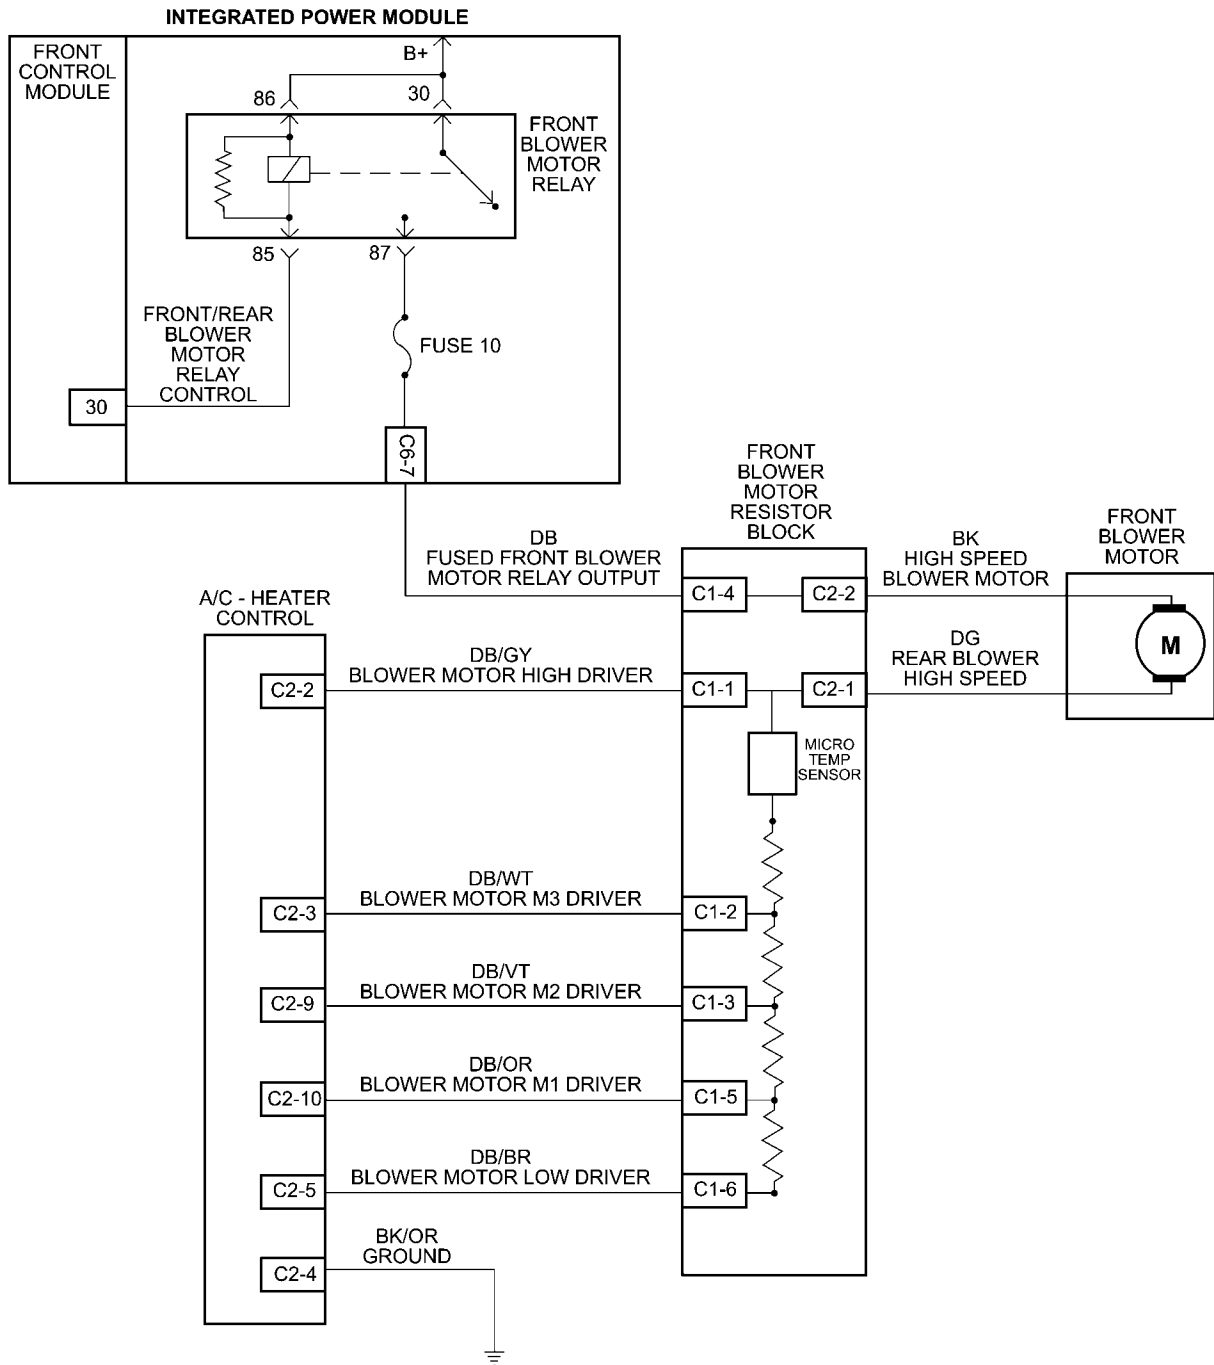 INTEGRATED POWER MODULE
FRONT
CONTROL
MODULE
B+
86
30
FRONT
BLOWER
MOTOR
RELAY
85
87
FRONT/REAR
BLOWER
MOTOR
RELAY
CONTROL
FUSE 10
30
C6-7
FRONT
BLOWER
MOTOR
RESISTOR
BLOCK
DB
FUSED FRONT BLOWER
MOTOR RELAY OUTPUT
BK
HIGH SPEED
BLOWER MOTOR
FRONT
BLOWER
MOTOR
C1-4
C2-2
A/C - HEATER
CONTROL
DG
REAR BLOWER
HIGH SPEED
M
DB/GY
BLOWER MOTOR HIGH DRIVER
C2-2
C1-1
C2-1
MICRO
TEMP
SENSOR
DB/WT
BLOWER MOTOR M3 DRIVER
C2-3
C1-2
DB/VT
BLOWER MOTOR M2 DRIVER
C2-9
C1-3
DB/OR
BLOWER MOTOR M1 DRIVER
C2-10
C1-5
DB/BR
BLOWER MOTOR LOW DRIVER
C2-5
C1-6
BK/OR
GROUND
C2-4